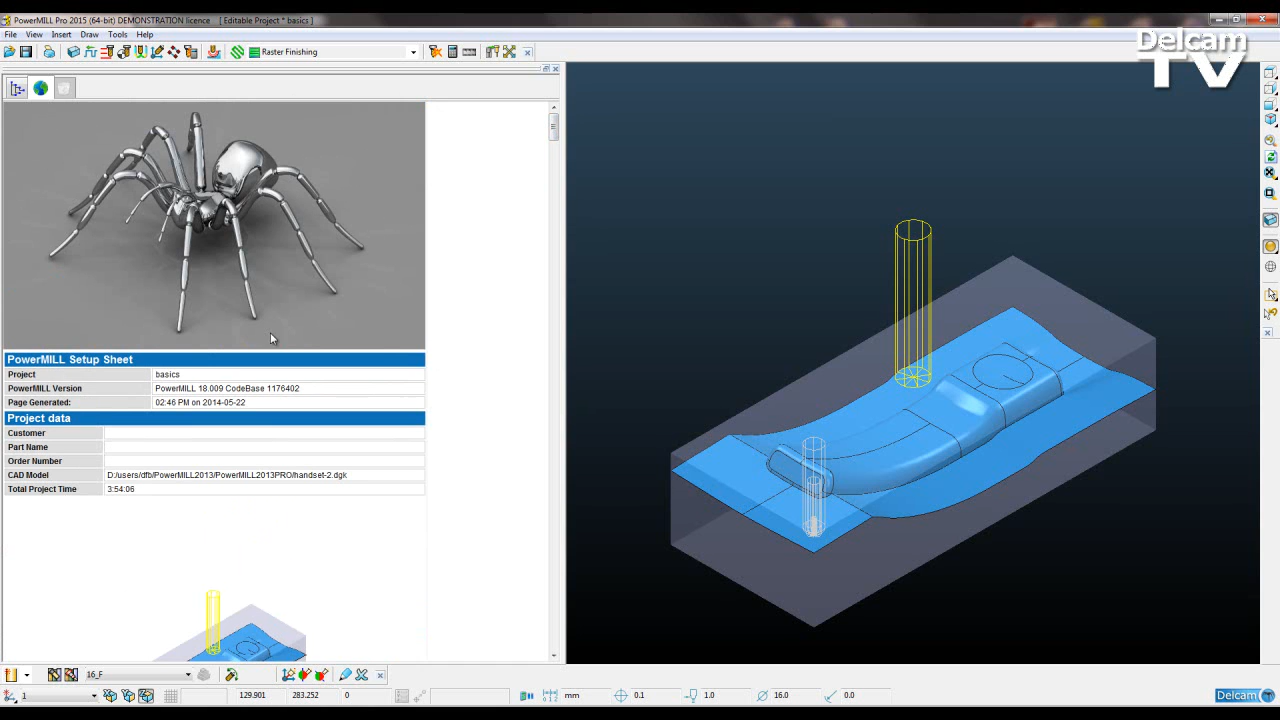 PowerMILL Pro 2015 (64-bit) DEMONSTRATION licence [ Editable Project * basics ]
File View Insert Draw Tools Help
Delcam
TV
Raster Finishing
PowerMILL Setup Sheet
Project basics
PowerMILL Version PowerMILL 18.009 CodeBase 1176402
Page Generated: 02:46 PM on 2014-05-22
Project data
Customer
Part Name
Order Number
CAD Model D:/users/dfb/PowerMILL2013/PowerMILL2013PRO/handset-2.dgk
Total Project Time 3:54:06
16_F
1 129.901 283.252 0 mm 0.1 1.0 16.0 0.0
Delcam